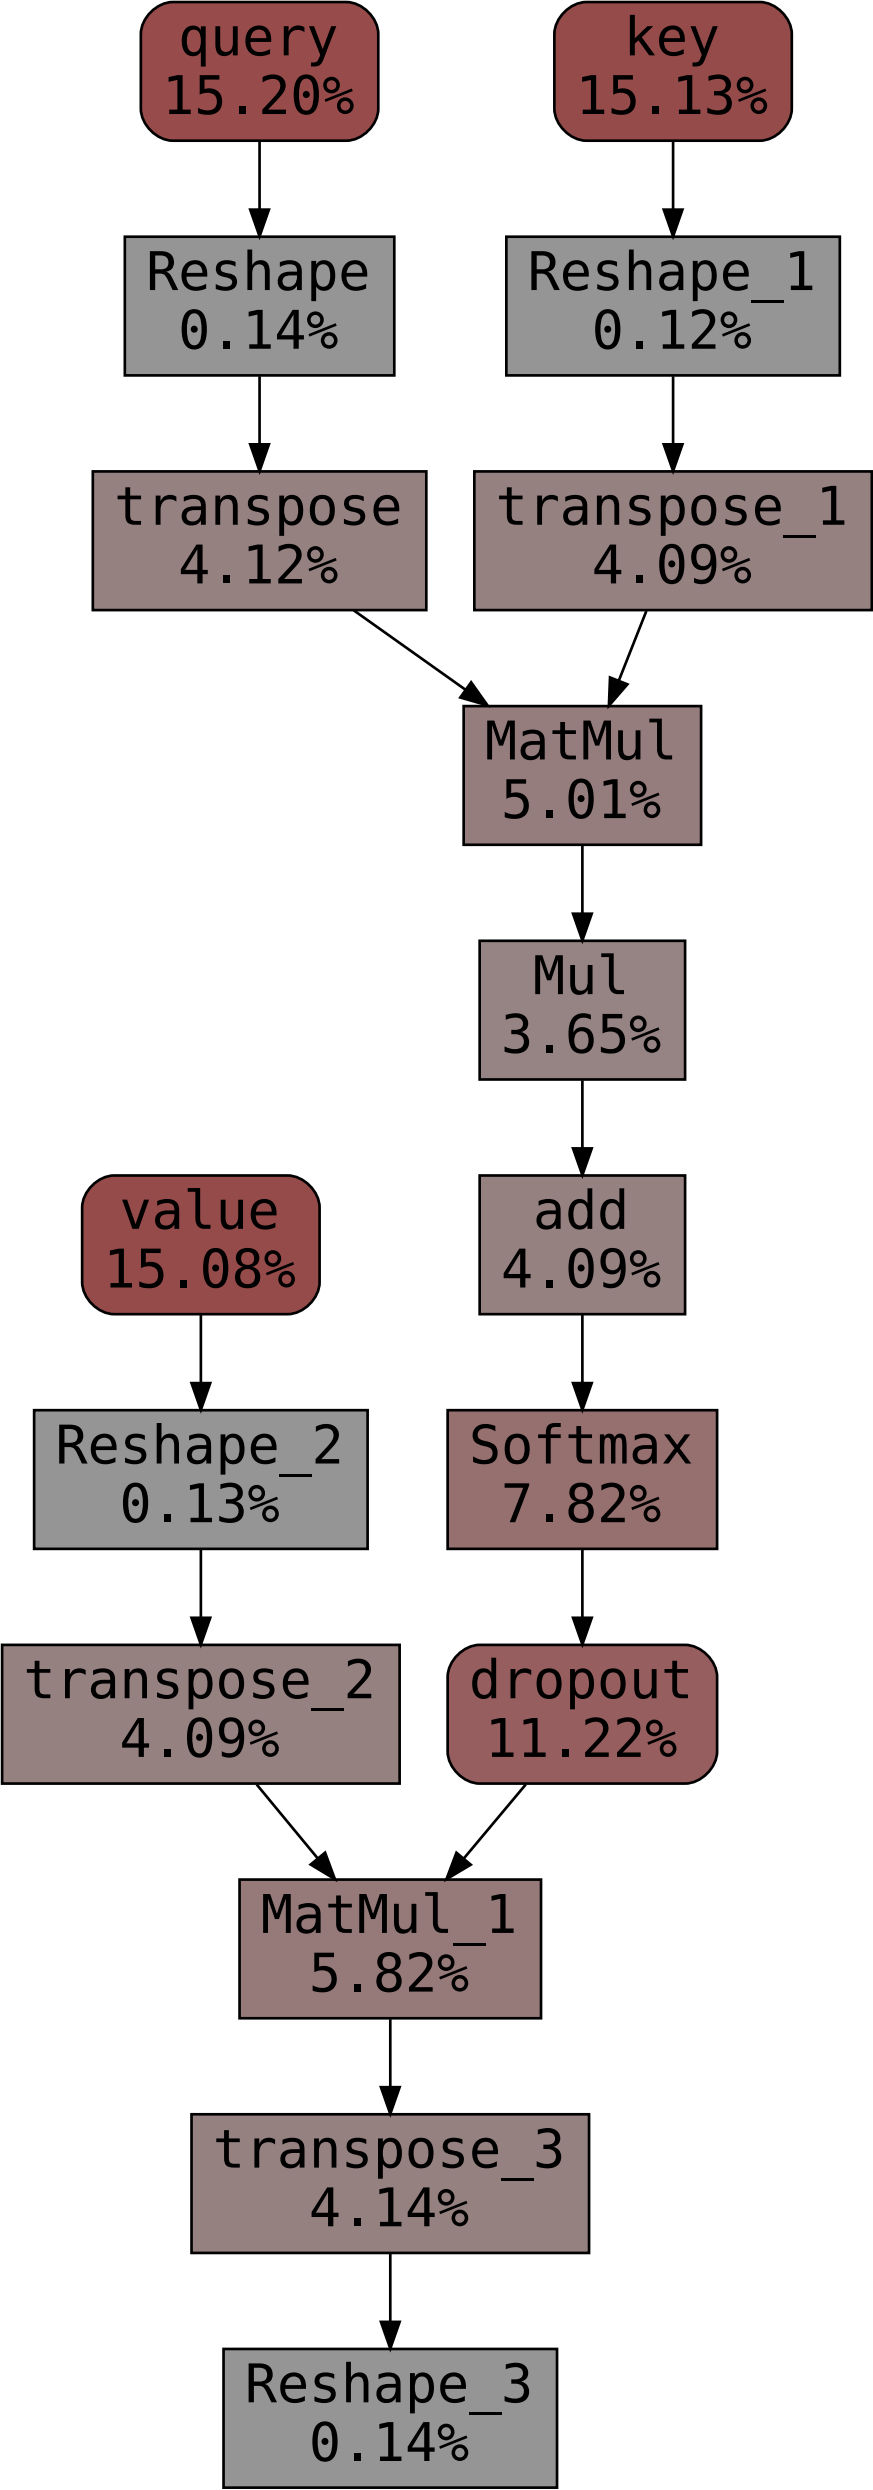 query
15.20%
key
15.13%
Reshape
0.14%
Reshape_1
0.12%
transpose
4.12%
transpose_1
4.09%
MatMul
5.01%
Mul
3.65%
value
15.08%
add
4.09%
Reshape_2
0.13%
Softmax
7.82%
transpose_2
4.09%
dropout
11.22%
MatMul_1
5.82%
transpose_3
4.14%
Reshape_3
0.14%